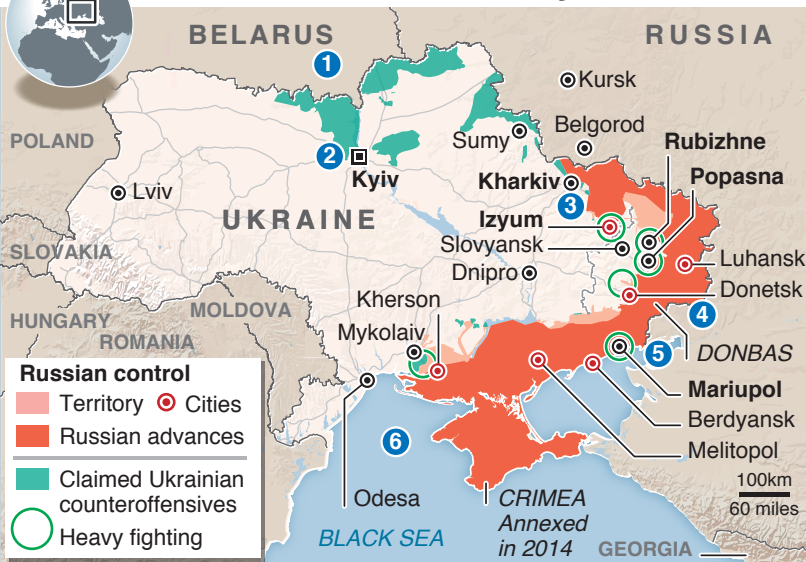 BELARUS
RUSSIA
1
Kursk
POLAND
Sumy
Belgorod
Rubizhne
2
Kyiv
Popasna
Lviv
Kharkiv
3
UKRAINE
Izyum
SLOVAKIA
Slovyansk
Luhansk
Dnipro
Donetsk
Kherson
MOLDOVA
4
HUNGARY
Mykolaiv
ROMANIA
5
DONBAS
Russian control
Territory
Cities
Russian advances
Mariupol
Berdyansk
6
Melitopol
Claimed Ukrainian
counteroffensives
Heavy fighting
Odesa
CRIMEA
Annexed
in 2014
BLACK SEA
GEORGIA
100km
60 miles